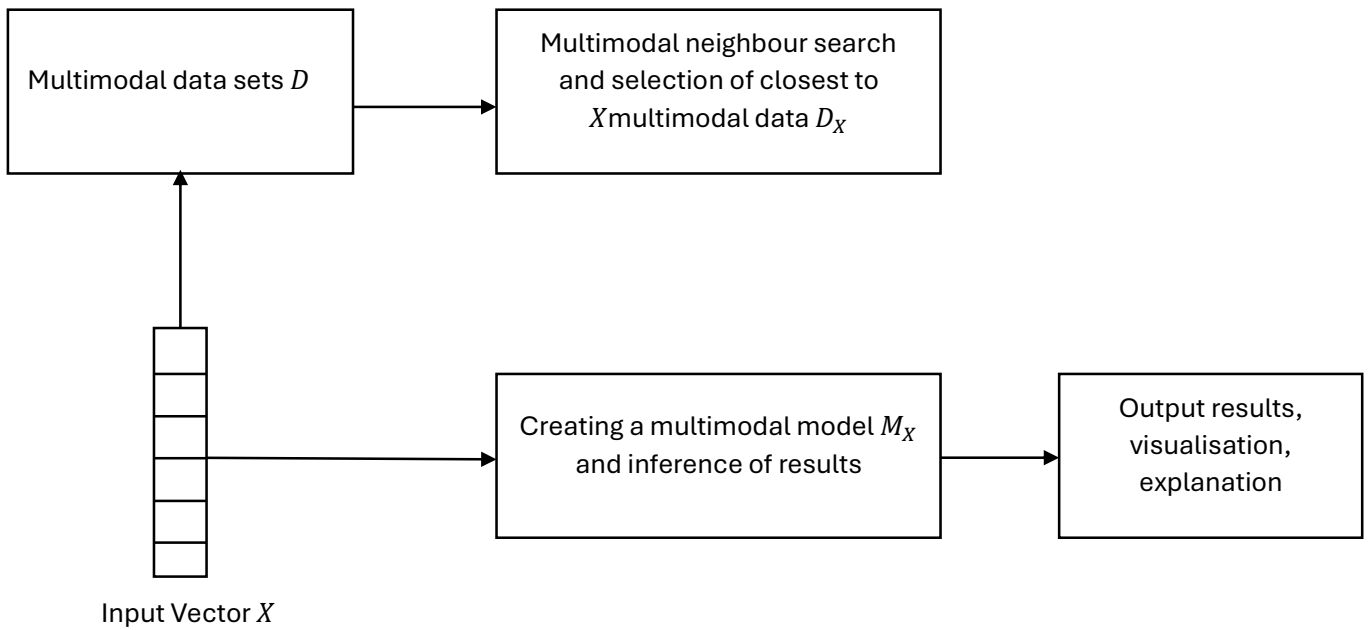 Multimodal data sets D
Multimodal neighbour search
and selection of closest to
Xmultimodal data D_X
Creating a multimodal model M_X
and inference of results
Output results,
visualisation,
explanation
Input Vector X